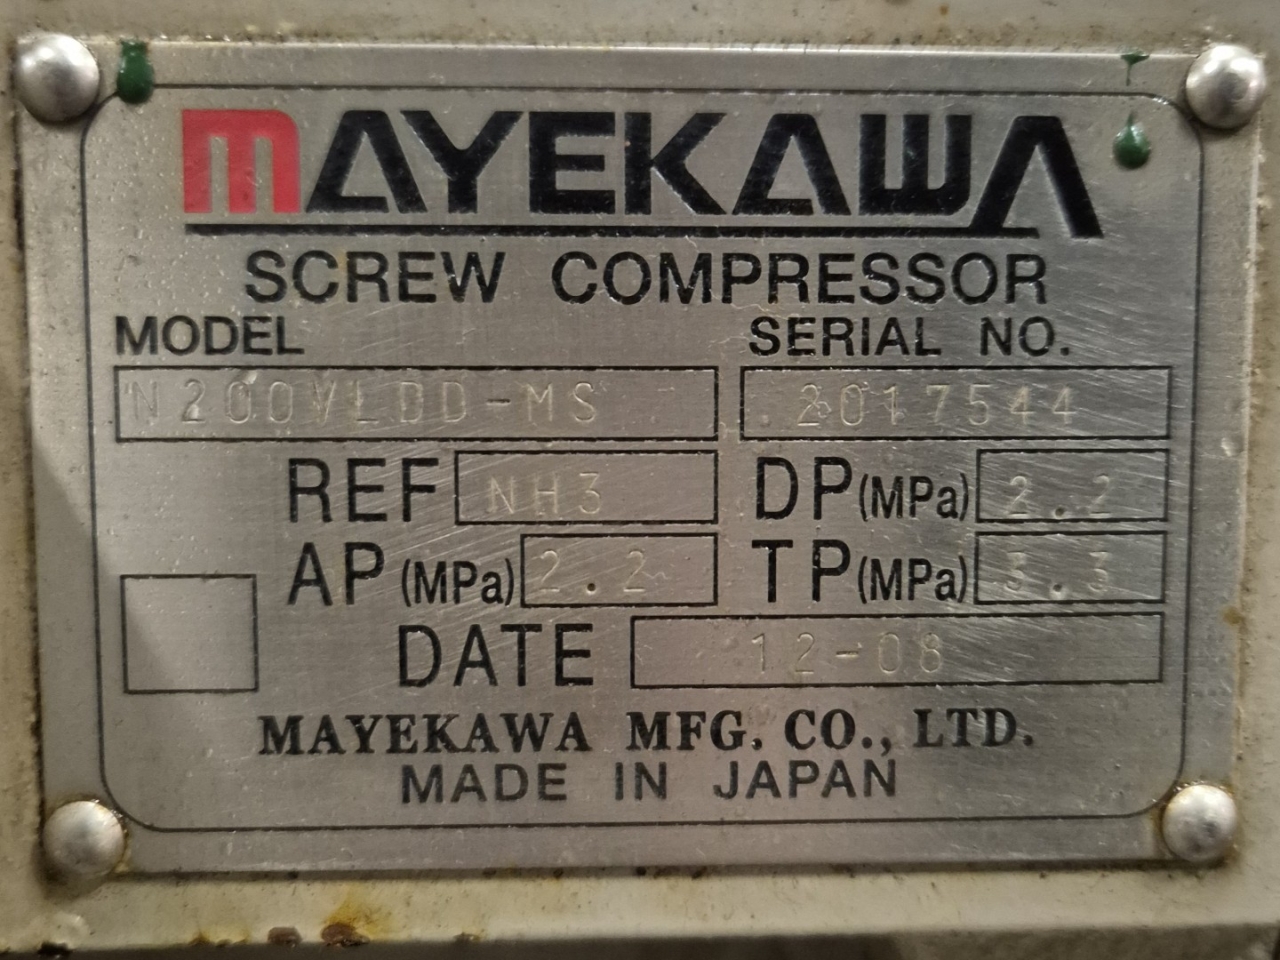 MAYEKAWA
SCREW COMPRESSOR
MODEL SERIAL NO.
N200VLDD-MS 2017544
REF NH3 DP(MPa) 2.2
AP(MPa) 2.2 TP(MPa) 3.3
DATE 12-08
MAYEKAWA MFG. CO., LTD.
MADE IN JAPAN